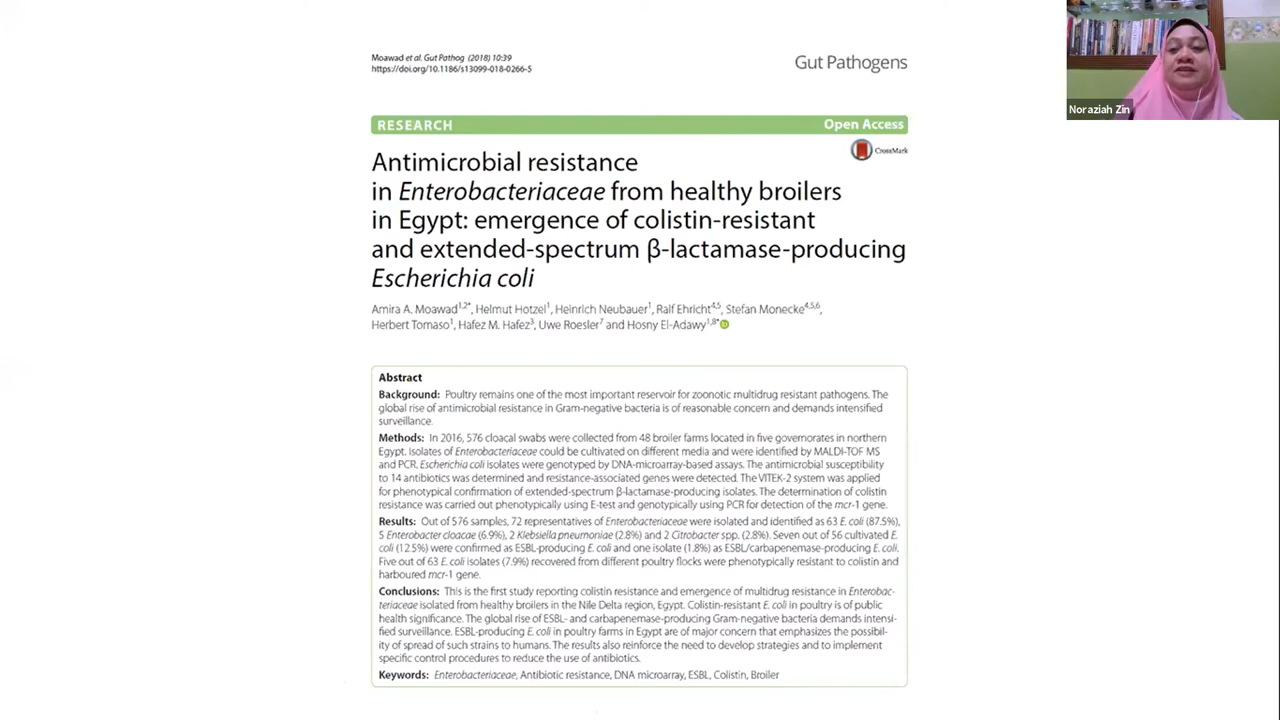 Moawad et al. Gut Pathog (2018) 10:39
https://doi.org/10.1186/s13099-018-0266-5
Gut Pathogens
RESEARCH
Open Access
CrossMark
Antimicrobial resistance
in Enterobacteriaceae from healthy broilers
in Egypt: emergence of colistin-resistant
and extended-spectrum β-lactamase-producing
Escherichia coli
Amira A. Moawad1,2*, Helmut Hotzel1, Heinrich Neubauer1, Ralf Ehricht4,5, Stefan Monecke4,5,6,
Herbert Tomaso1, Hafez M. Hafez3, Uwe Roesler7 and Hosny El-Adawy1,8*
Abstract
Background: Poultry remains one of the most important reservoir for zoonotic multidrug resistant pathogens. The
global rise of antimicrobial resistance in Gram-negative bacteria is of reasonable concern and demands intensified
surveillance.
Methods: In 2016, 576 cloacal swabs were collected from 48 broiler farms located in five governorates in northern
Egypt. Isolates of Enterobacteriaceae could be cultivated on different media and were identified by MALDI-TOF MS
and PCR. Escherichia coli isolates were genotyped by DNA-microarray-based assays. The antimicrobial susceptibility
to 14 antibiotics was determined and resistance-associated genes were detected. The VITEK-2 system was applied
for phenotypical confirmation of extended-spectrum β-lactamase-producing isolates. The determination of colistin
resistance was carried out phenotypically using E-test and genotypically using PCR for detection of the mcr-1 gene.
Results: Out of 576 samples, 72 representatives of Enterobacteriaceae were isolated and identified as 63 E. coli (87.5%),
5 Enterobacter cloacae (6.9%), 2 Klebsiella pneumoniae (2.8%) and 2 Citrobacter spp. (2.8%). Seven out of 56 cultivated E.
coli (12.5%) were confirmed as ESBL-producing E. coli and one isolate (1.8%) as ESBL/carbapenemase-producing E. coli.
Five out of 63 E. coli isolates (7.9%) recovered from different poultry flocks were phenotypically resistant to colistin and
harboured mcr-1 gene.
Conclusions: This is the first study reporting colistin resistance and emergence of multidrug resistance in Enterobac-
teriaceae isolated from healthy broilers in the Nile Delta region, Egypt. Colistin-resistant E. coli in poultry is of public
health significance. The global rise of ESBL- and carbapenemase-producing Gram-negative bacteria demands intensi-
fied surveillance. ESBL-producing E. coli in poultry farms in Egypt are of major concern that emphasizes the possibil-
ity of spread of such strains to humans. The results also reinforce the need to develop strategies and to implement
specific control procedures to reduce the use of antibiotics.
Keywords: Enterobacteriaceae, Antibiotic resistance, DNA microarray, ESBL, Colistin, Broiler
Noraziah Zin